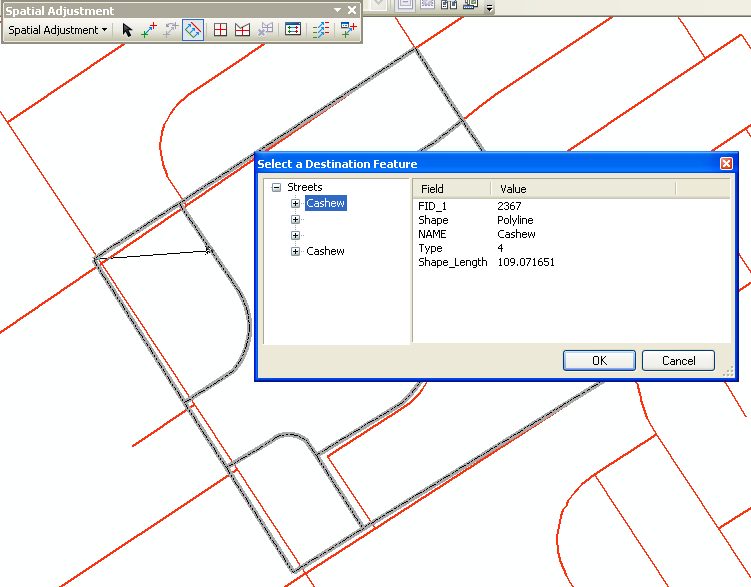 Spatial Adjustment
Spatial Adjustment
Select a Destination Feature
Streets
Cashew
Cashew
Field Value
FID_1 2367
Shape Polyline
NAME Cashew
Type 4
Shape_Length 109.071651
OK Cancel